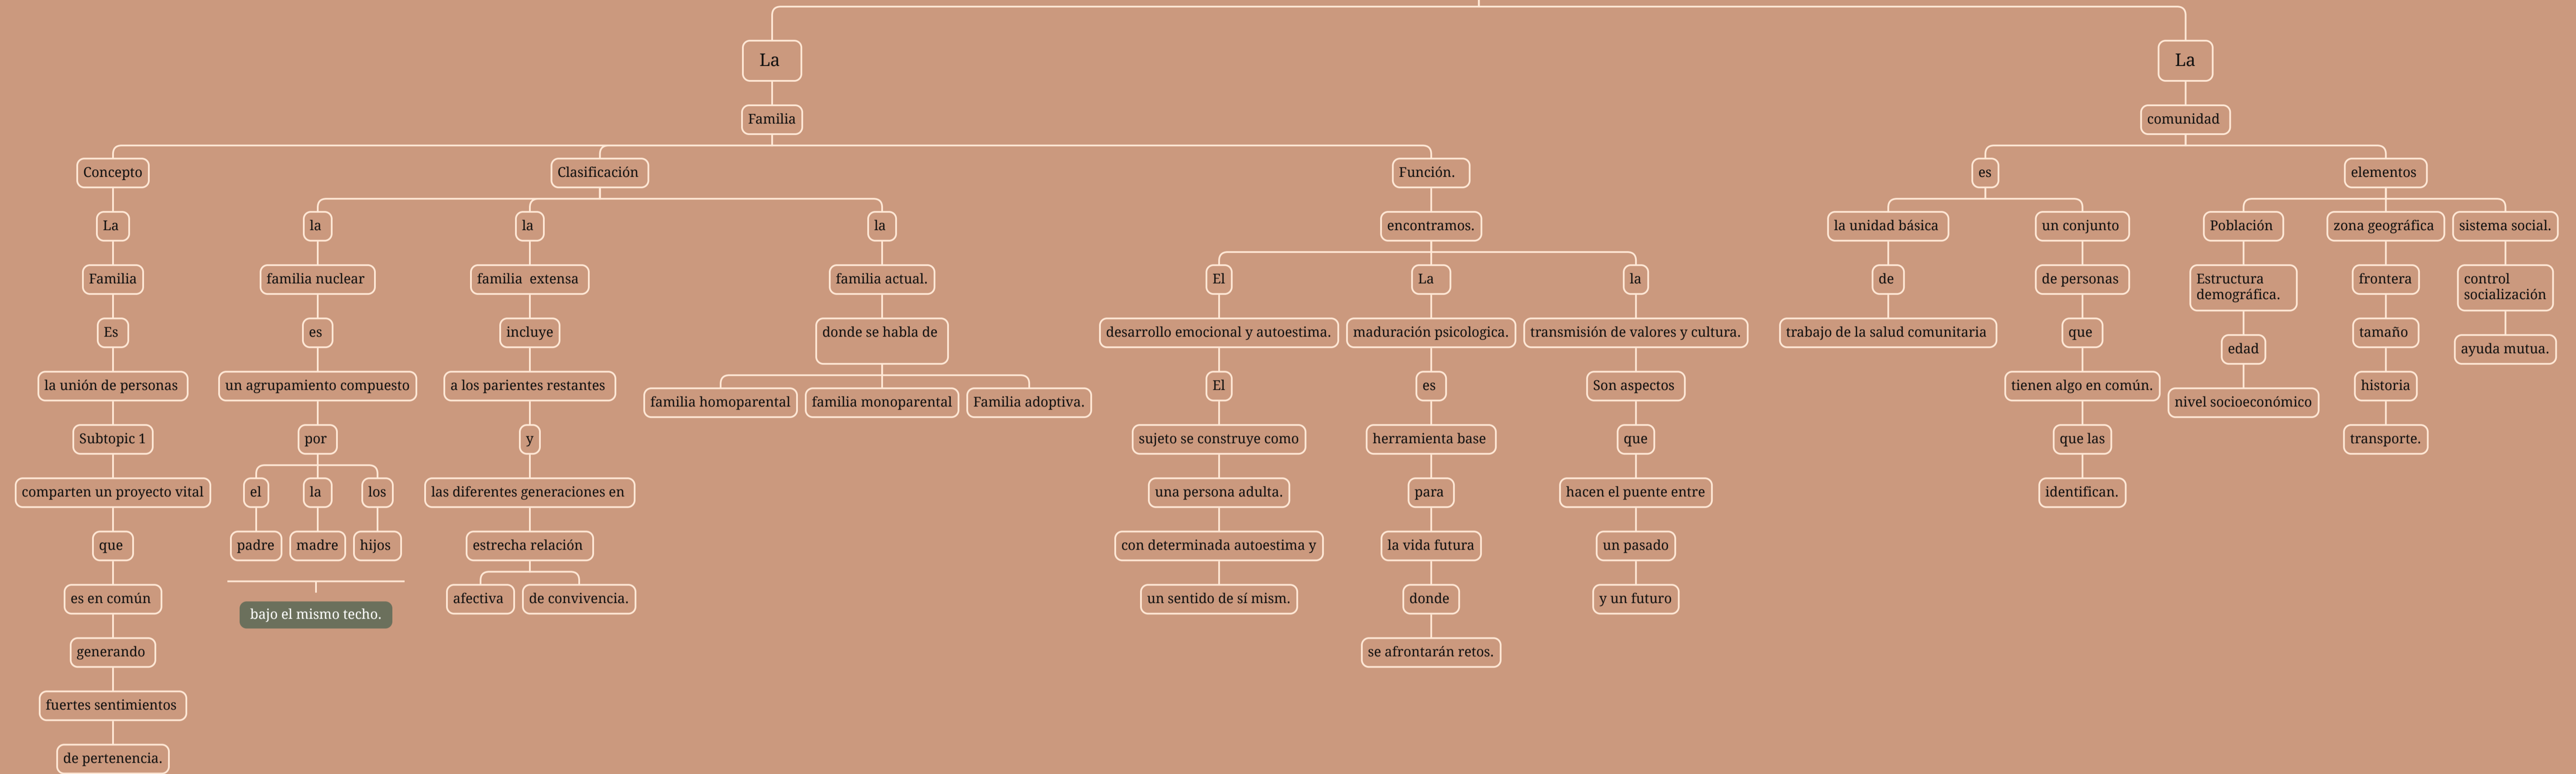 La
Familia
Concepto
La
Familia
Es
la unión de personas
Subtopic 1
comparten un proyecto vital
que
es en común
generando
fuertes sentimientos
de pertenencia.
Clasificación
la
familia nuclear
es
un agrupamiento compuesto
por
el
padre
la
madre
los
hijos
bajo el mismo techo.
la
familia extensa
incluye
a los parientes restantes
y
las diferentes generaciones en
estrecha relación
afectiva
de convivencia.
la
familia actual.
donde se habla de
familia homoparental
familia monoparental
Familia adoptiva.
Función.
encontramos.
El
desarrollo emocional y autoestima.
El
sujeto se construye como
una persona adulta.
con determinada autoestima y
un sentido de sí mism.
La
maduración psicologica.
es
herramienta base
para
la vida futura
donde
se afrontarán retos.
la
transmisión de valores y cultura.
Son aspectos
que
hacen el puente entre
un pasado
y un futuro
La
comunidad
es
la unidad básica
de
trabajo de la salud comunitaria
un conjunto
de personas
que
tienen algo en común.
que las
identifican.
elementos
Población
Estructura
demográfica.
edad
nivel socioeconómico
zona geográfica
frontera
tamaño
historia
transporte.
sistema social.
control
socialización
ayuda mutua.